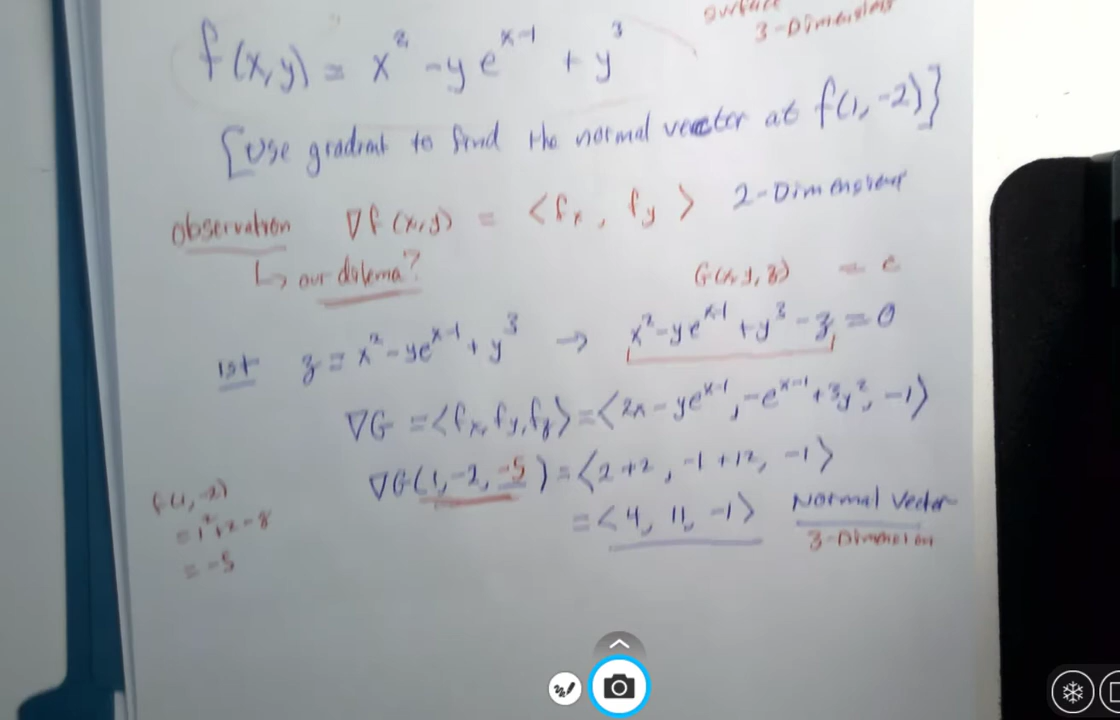 surface
3-Dimension
f(x,y) = x² - y e^(x-1) + y³
[Use gradient to find the normal vector at f(1,-2)]
observation ∇f(x,y) = <fx, fy> 2-Dimension
↳ our dilema?
G(x,y,z) = c
1st z = x² - ye^(x-1) + y³ → x² - ye^(x-1) + y³ - z = 0
∇G = <fx, fy, fz> = <2x - ye^(x-1), -e^(x-1) + 3y², -1>
∇G(1, -2, -5) = <2+2, -1+12, -1>
= <4, 11, -1> Normal Vector
3-Dimension
f(1,-2)
= 1²+2-8
= -5